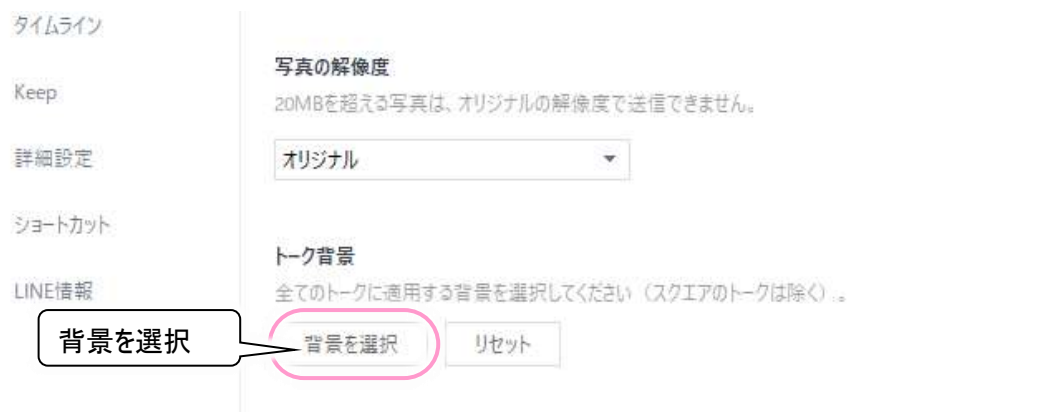 タイムライン
Keep
詳細設定
ショートカット
LINE情報
写真の解像度
20MBを超える写真は、オリジナルの解像度で送信できません。
オリジナル
トーク背景
全てのトークに適用する背景を選択してください（スクエアのトークは除く）。
背景を選択
背景を選択
リセット